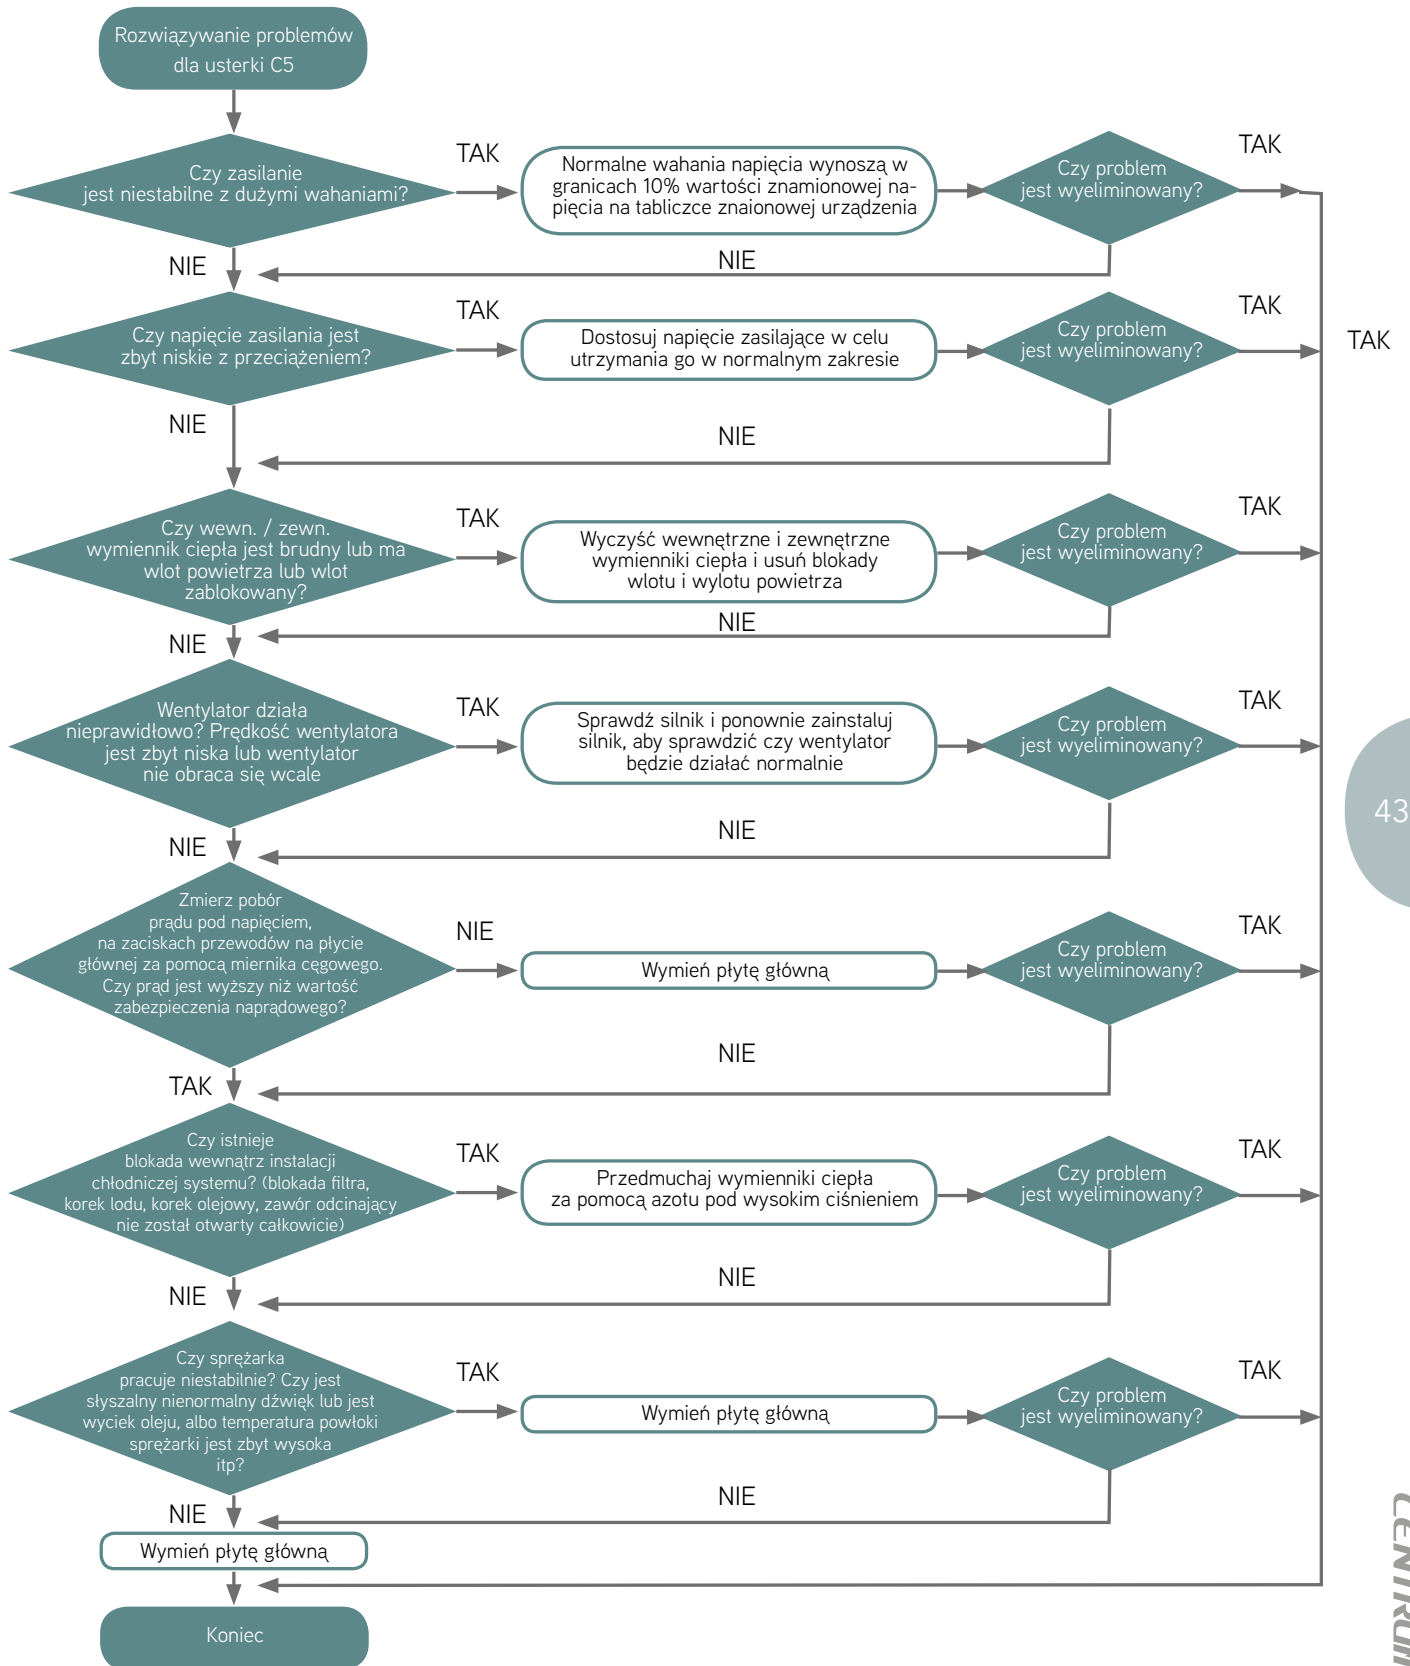 Rozwiązywanie problemów
dla usterki C5
Czy zasilanie
jest niestabilne z dużymi wahaniami?
TAK
Normalne wahania napięcia wynoszą w
granicach 10% wartości znamionowej na-
pięcia na tabliczce znaionowej urządzenia
Czy problem
jest wyeliminowany?
TAK
NIE
NIE
Czy napięcie zasilania jest
zbyt niskie z przeciążeniem?
TAK
Dostosuj napięcie zasilające w celu
utrzymania go w normalnym zakresie
Czy problem
jest wyeliminowany?
TAK
TAK
NIE
NIE
Czy wewn. / zewn.
wymiennik ciepła jest brudny lub ma
wlot powietrza lub wlot
zablokowany?
TAK
Wyczyść wewnętrzne i zewnętrzne
wymienniki ciepła i usuń blokady
wlotu i wylotu powietrza
Czy problem
jest wyeliminowany?
TAK
NIE
NIE
Wentylator działa
nieprawidłowo? Prędkość wentylatora
jest zbyt niska lub wentylator
nie obraca się wcale
TAK
Sprawdź silnik i ponownie zainstaluj
silnik, aby sprawdzić czy wentylator
będzie działać normalnie
Czy problem
jest wyeliminowany?
TAK
43
NIE
NIE
Zmierz pobór
prądu pod napięciem,
na zaciskach przewodów na płycie
głównej za pomocą miernika cęgowego.
Czy prąd jest wyższy niż wartość
zabezpieczenia naprądowego?
NIE
Wymień płytę główną
Czy problem
jest wyeliminowany?
TAK
NIE
TAK
Czy istnieje
blokada wewnątrz instalacji
chłodniczej systemu? (blokada filtra,
korek lodu, korek olejowy, zawór odcinający
nie został otwarty całkowicie)
TAK
Przedmuchaj wymienniki ciepła
za pomocą azotu pod wysokim ciśnieniem
Czy problem
jest wyeliminowany?
TAK
NIE
NIE
Czy sprężarka
pracuje niestabilnie? Czy jest
słyszalny nienormalny dźwięk lub jest
wyciek oleju, albo temperatura powłoki
sprężarki jest zbyt wysoka
itp?
TAK
Wymień płytę główną
Czy problem
jest wyeliminowany?
TAK
NIE
NIE
Wymień płytę główną
Koniec
CENTRUM